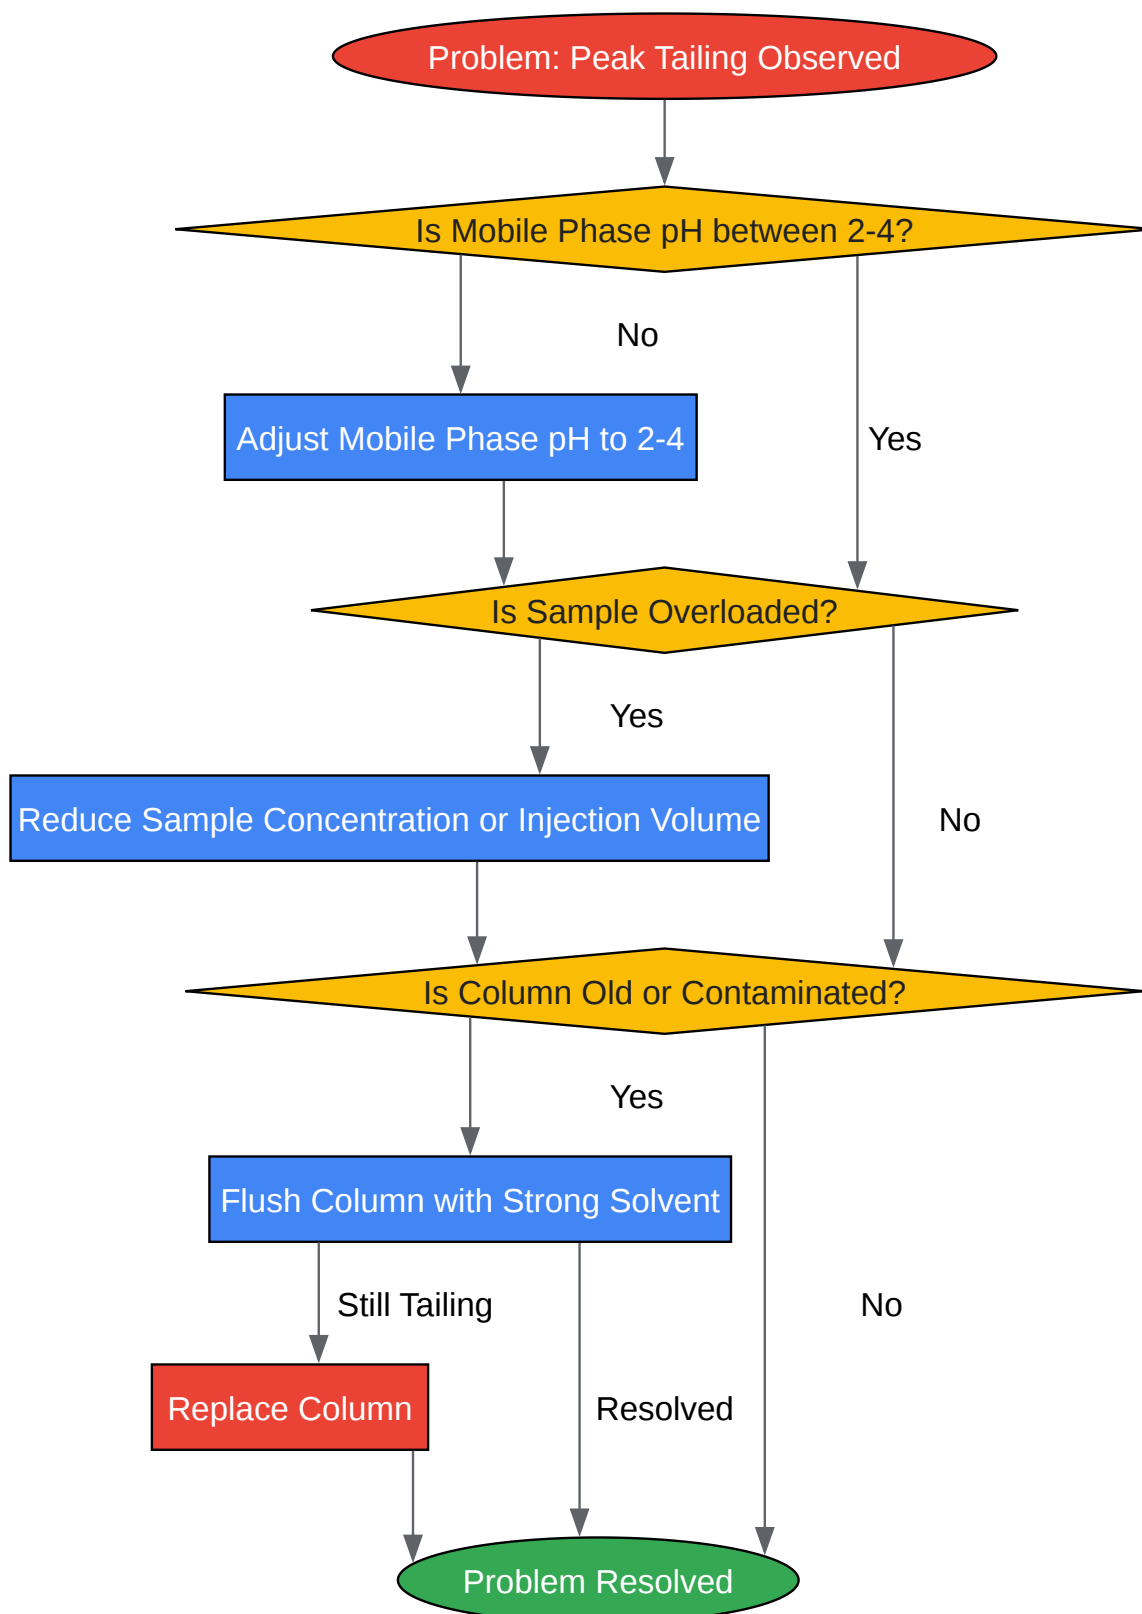 Problem: Peak Tailing Observed
Is Mobile Phase pH between 2-4?
No
Adjust Mobile Phase pH to 2-4
Yes
Is Sample Overloaded?
Yes
Reduce Sample Concentration or Injection Volume
No
Is Column Old or Contaminated?
Yes
Flush Column with Strong Solvent
Still Tailing
No
Replace Column
Resolved
Problem Resolved